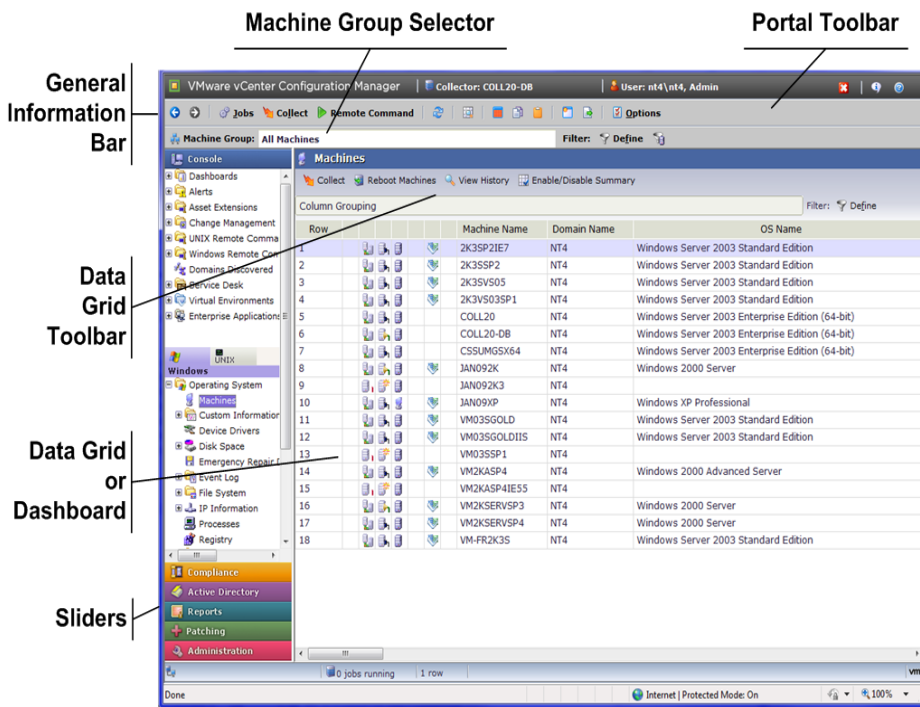 Machine Group Selector
Portal Toolbar
General
Information
Bar
VMware vCenter Configuration Manager
Collector: COLL20-DB
User: nt4\nt4, Admin
Jobs
Collect
Remote Command
Options
Machine Group: All Machines
Filter: Define
Console
Machines
Dashboards
Alerts
Asset Extensions
Change Management
UNIX Remote Comma
Windows Remote Com
Domains Discovered
Service Desk
Virtual Environments
Enterprise Applications
Collect Reboot Machines View History Enable/Disable Summary
Column Grouping
Filter: Define
Row Machine Name Domain Name OS Name
1 2K3SP2IE7 NT4 Windows Server 2003 Standard Edition
2 2K3SSP2 NT4 Windows Server 2003 Standard Edition
3 2K3SVS05 NT4 Windows Server 2003 Standard Edition
4 2K3VS03SP1 NT4 Windows Server 2003 Standard Edition
5 COLL20 NT4 Windows Server 2003 Enterprise Edition (64-bit)
6 COLL20-DB NT4 Windows Server 2003 Enterprise Edition (64-bit)
7 CSSUMGSX64 NT4 Windows Server 2003 Enterprise Edition (64-bit)
8 JAN092K NT4 Windows 2000 Server
9 JAN092K3 NT4
10 JAN09XP NT4 Windows XP Professional
11 VM03SGOLD NT4 Windows Server 2003 Standard Edition
12 VM03SGOLDIIS NT4 Windows Server 2003 Standard Edition
13 VM03SSP1 NT4
14 VM2KASP4 NT4 Windows 2000 Advanced Server
15 VM2KASP4IE55 NT4
16 VM2KSERVSP3 NT4 Windows 2000 Server
17 VM2KSERVSP4 NT4 Windows 2000 Server
18 VM-FR2K3S NT4 Windows Server 2003 Standard Edition
Data
Grid
Toolbar
UNIX
Windows
Operating System
Machines
Custom Information
Device Drivers
Disk Space
Emergency Repair
Event Log
File System
IP Information
Processes
Registry
Data Grid
or
Dashboard
Compliance
Active Directory
Reports
Patching
Administration
Sliders
0 jobs running
1 row
vm
Done
Internet | Protected Mode: On
100%